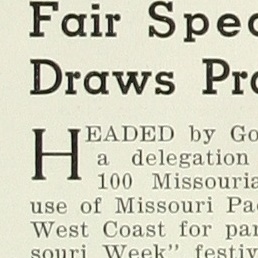 Fair Spec
Draws Pr
HEADED by Go
a delegation
100 Missouria
use of Missouri Pa
West Coast for par
souri Week" festiv